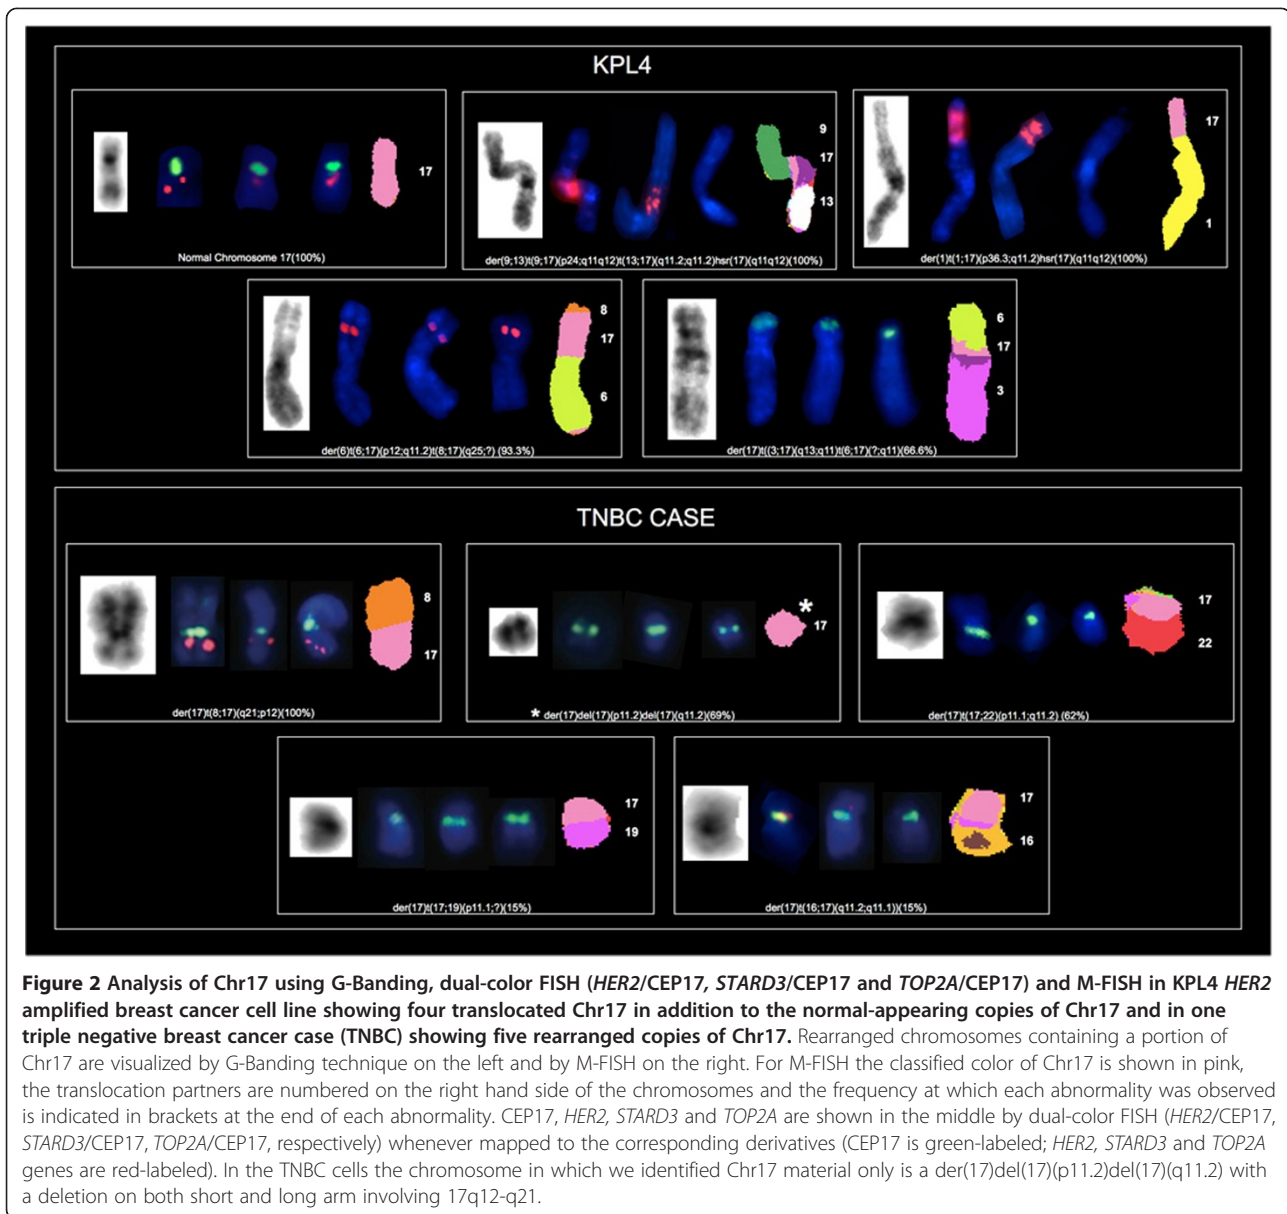 KPL4
17
Normal Chromosome 17(100%)
9
17
13
der(9;13)t(9;17)(p24;q11q12)t(13;17)(q11.2;q11.2)hsr(17)(q11q12)(100%)
17
1
der(1)t(1;17)(p36.3;q11.2)hsr(17)(q11q12)(100%)
8
17
6
der(6)t(6;17)(p12;q11.2)t(8;17)(q25;?) (93.3%)
6
17
3
der(17)t((3;17)(q13;q11)t(6;17)(?;q11)(66.6%)
TNBC CASE
8
17
der(17)t(8;17)(q21;p12)(100%)
*
17
* der(17)del(17)(p11.2)del(17)(q11.2)(69%)
17
22
der(17)t(17;22)(p11.1;q11.2) (62%)
17
19
der(17)t(17;19)(p11.1;?)(15%)
17
16
der(17)t(16;17)(q11.2;q11.1))(15%)
Figure 2 Analysis of Chr17 using G-Banding, dual-color FISH (HER2/CEP17, STARD3/CEP17 and TOP2A/CEP17) and M-FISH in KPL4 HER2
amplified breast cancer cell line showing four translocated Chr17 in addition to the normal-appearing copies of Chr17 and in one
triple negative breast cancer case (TNBC) showing five rearranged copies of Chr17. Rearranged chromosomes containing a portion of
Chr17 are visualized by G-Banding technique on the left and by M-FISH on the right. For M-FISH the classified color of Chr17 is shown in pink,
the translocation partners are numbered on the right hand side of the chromosomes and the frequency at which each abnormality was observed
is indicated in brackets at the end of each abnormality. CEP17, HER2, STARD3 and TOP2A are shown in the middle by dual-color FISH (HER2/CEP17,
STARD3/CEP17, TOP2A/CEP17, respectively) whenever mapped to the corresponding derivatives (CEP17 is green-labeled; HER2, STARD3 and TOP2A
genes are red-labeled). In the TNBC cells the chromosome in which we identified Chr17 material only is a der(17)del(17)(p11.2)del(17)(q11.2) with
a deletion on both short and long arm involving 17q12-q21.